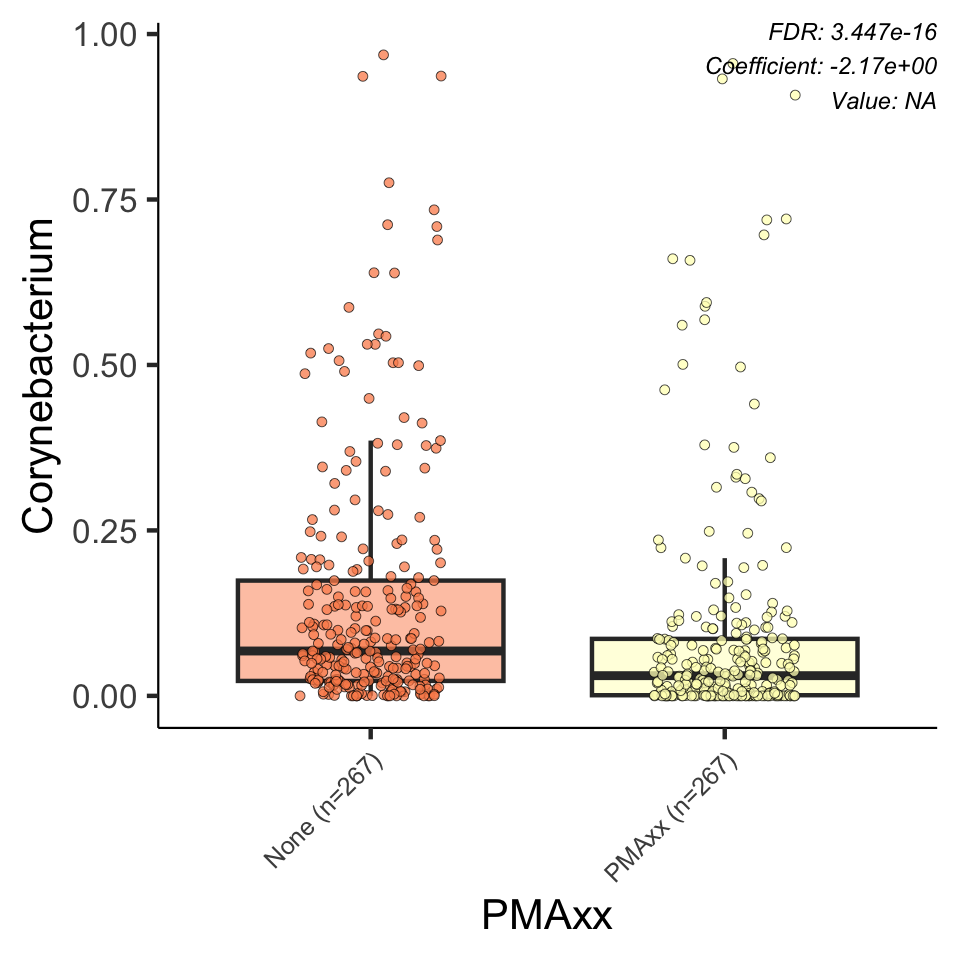 FDR: 3.447e-16
Coefficient: -2.17e+00
Value: NA
1.00
0.75
0.50
0.25
0.00
Corynebacterium
None (n=267)
PMAxx (n=267)
PMAxx